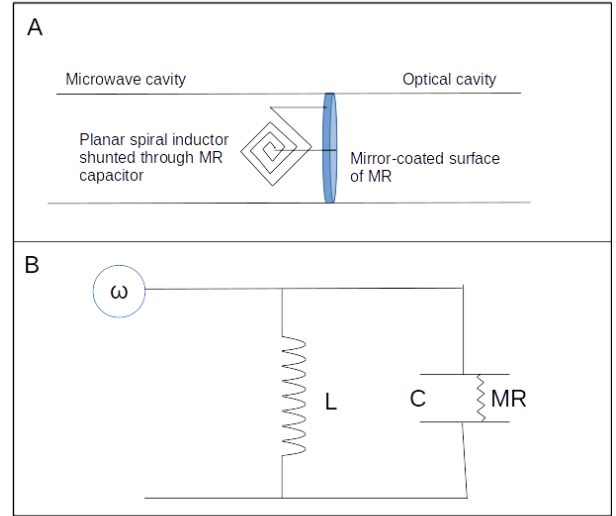 A
Microwave cavity
Optical cavity
Planar spiral inductor
shunted through MR
capacitor
Mirror-coated surface
of MR
B
ω
L
C
MR